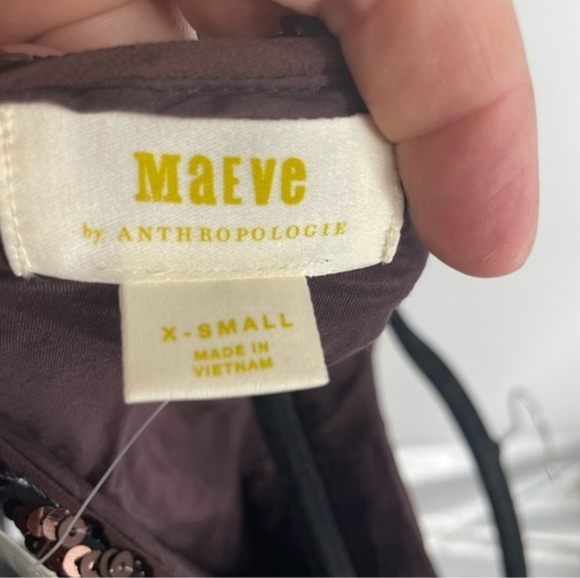 MaEVe
by ANTHROPOLOGIE
X-SMALL
MADE IN
VIETNAM